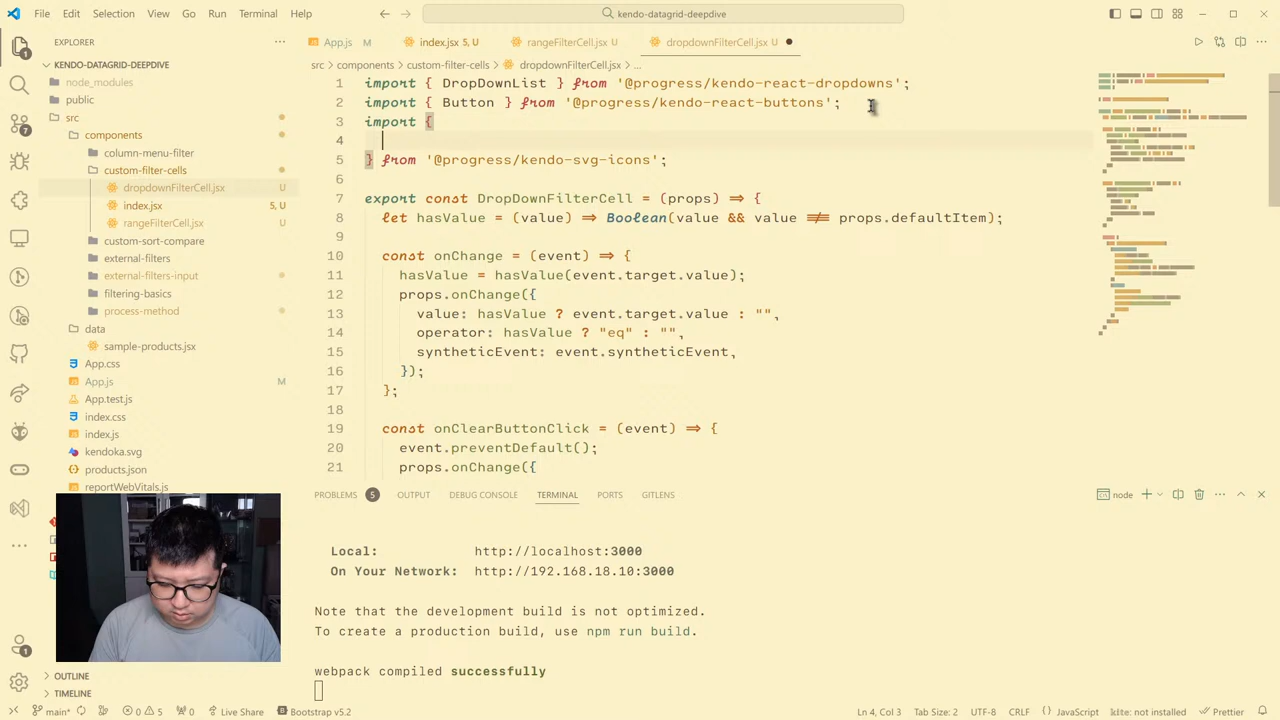 File Edit Selection View Go Run Terminal Help
kendo-datagrid-deepdive
EXPLORER
App.js M
index.jsx 5, U
rangeFilterCell.jsx U
dropdownFilterCell.jsx U
src components custom-filter-cells dropdownFilterCell.jsx ...
KENDO-DATAGRID-DEEPDIVE
node_modules
public
src
components
column-menu-filter
custom-filter-cells
dropdownFilterCell.jsx U
index.jsx 5, U
rangeFilterCell.jsx U
custom-sort-compare
external-filters
external-filters-input
filtering-basics
process-method
data
sample-products.jsx
App.css
App.js M
App.test.js
index.css
index.js
kendoka.svg
products.json
reportWebVitals.js
OUTLINE
TIMELINE
1 import { DropDownList } from '@progress/kendo-react-dropdowns';
2 import { Button } from '@progress/kendo-react-buttons';
3 import {
4
5 } from '@progress/kendo-svg-icons';
6
7 export const DropDownFilterCell = (props) => {
8 let hasValue = (value) => Boolean(value && value !== props.defaultItem);
9
10 const onChange = (event) => {
11 hasValue = hasValue(event.target.value);
12 props.onChange({
13 value: hasValue ? event.target.value : "",
14 operator: hasValue ? "eq" : "",
15 syntheticEvent: event.syntheticEvent,
16 });
17 };
18
19 const onClearButtonClick = (event) => {
20 event.preventDefault();
21 props.onChange({
PROBLEMS 5 OUTPUT DEBUG CONSOLE TERMINAL PORTS GITLENS
node
Local: http://localhost:3000
On Your Network: http://192.168.18.10:3000
Note that the development build is not optimized.
To create a production build, use npm run build.
webpack compiled successfully
main* 0 5 0 Live Share Bootstrap v5.2 Ln 4, Col 3 Tab Size: 2 UTF-8 CRLF JavaScript kite: not installed Prettier